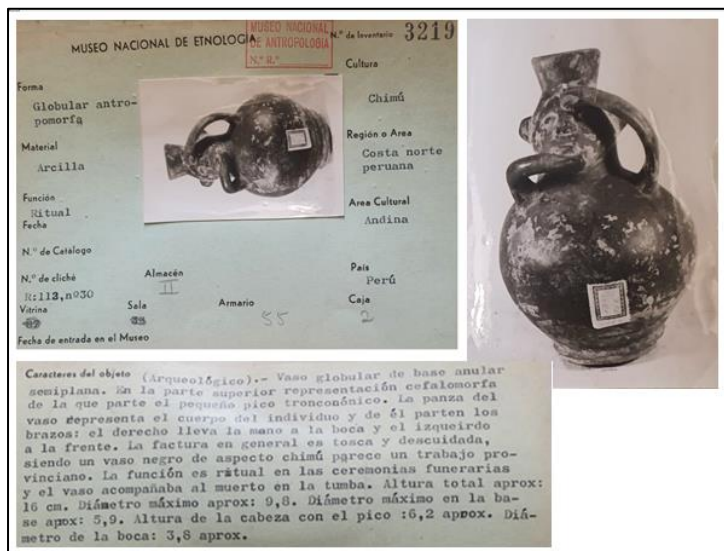 MUSEO NACIONAL DE ETNOLOGIA
MUSEO NACIONAL
DE ANTROPOLOGIA
N.º R.º
N.º de Inventario 3219
Forma
Globular antro-
pomorfa
Material
Arcilla
Función
Ritual
Fecha
N.º de Catálogo
N.º de cliché
R:113,nº30
Vitrina
Sala
Almacén
II
Armario
55
Fecha de entrada en el Museo
Cultura
Chimú
Región o Area
Costa norte
peruana
Area Cultural
Andina
País
Perú
Caja
2
Caracteres del objeto (Arqueológico).- Vaso globular de base anular
semiplana. En la parte superior representación cefalomorfa
de la que parte el pequeño pico troncocónico. La panza del
vaso representa el cuerpo del individuo y de él parten los
brazos: el derecho lleva la mano a la boca y el izqueirdo
a la frente. La factura en general es tosca y descuidada,
siendo un vaso negro de aspecto chimú parece un trabajo pro-
vinciano. La función es ritual en las ceremonias funerarias
y el vaso acompañaba al muerto en la tumba. Altura total aprox:
16 cm. Diámetro máximo aprox: 9,8. Diámetro máximo en la ba-
se apox: 5,9. Altura de la cabeza con el pico :6,2 aprox. Diá-
metro de la boca: 3,8 aprox.